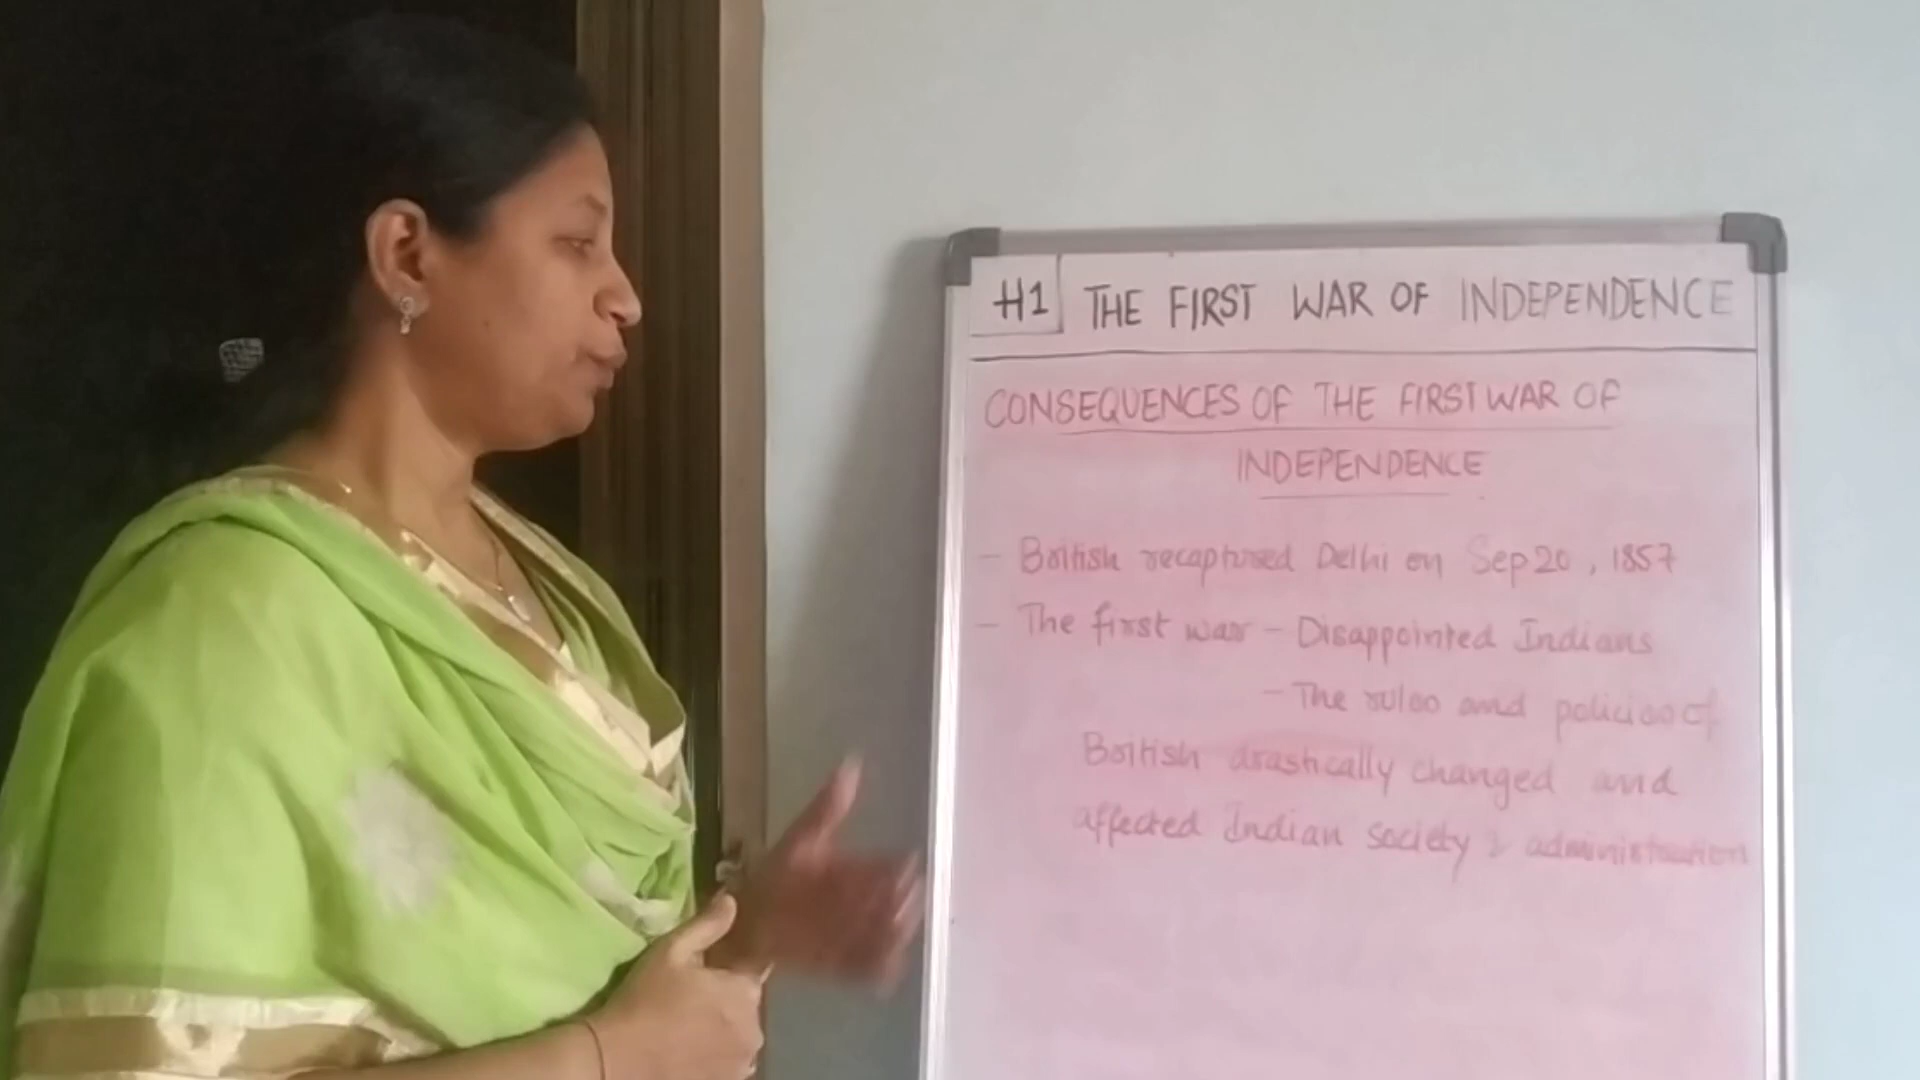 H1 THE FIRST WAR OF INDEPENDENCE
CONSEQUENCES OF THE FIRST WAR OF
INDEPENDENCE
- British recaptured Delhi on Sep 20, 1857
- The first war - Disappointed Indians
- The rules and policies of
British drastically changed and
affected Indian society & administration